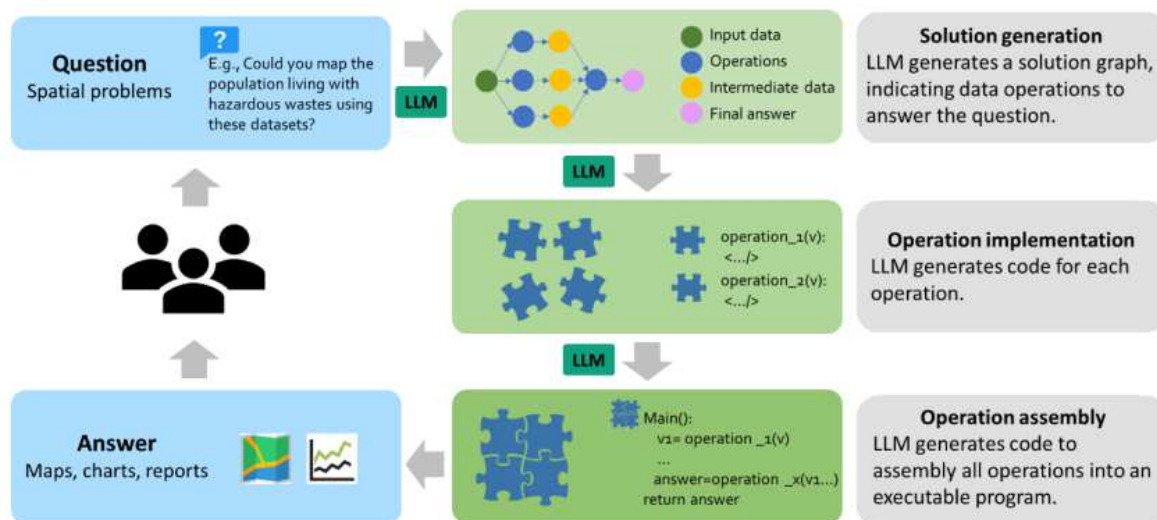 Question
Spatial problems
?
E.g., Could you map the
population living with
hazardous wastes using
these datasets?
LLM
Input data
Operations
Intermediate data
Final answer
Solution generation
LLM generates a solution graph,
indicating data operations to
answer the question.
LLM
operation_1(v):
<.../>
operation_2(v):
<.../>
Operation implementation
LLM generates code for each
operation.
LLM
Answer
Maps, charts, reports
Main():
v1= operation _1(v)
...
answer=operation _x(v1...)
return answer
Operation assembly
LLM generates code to
assembly all operations into an
executable program.